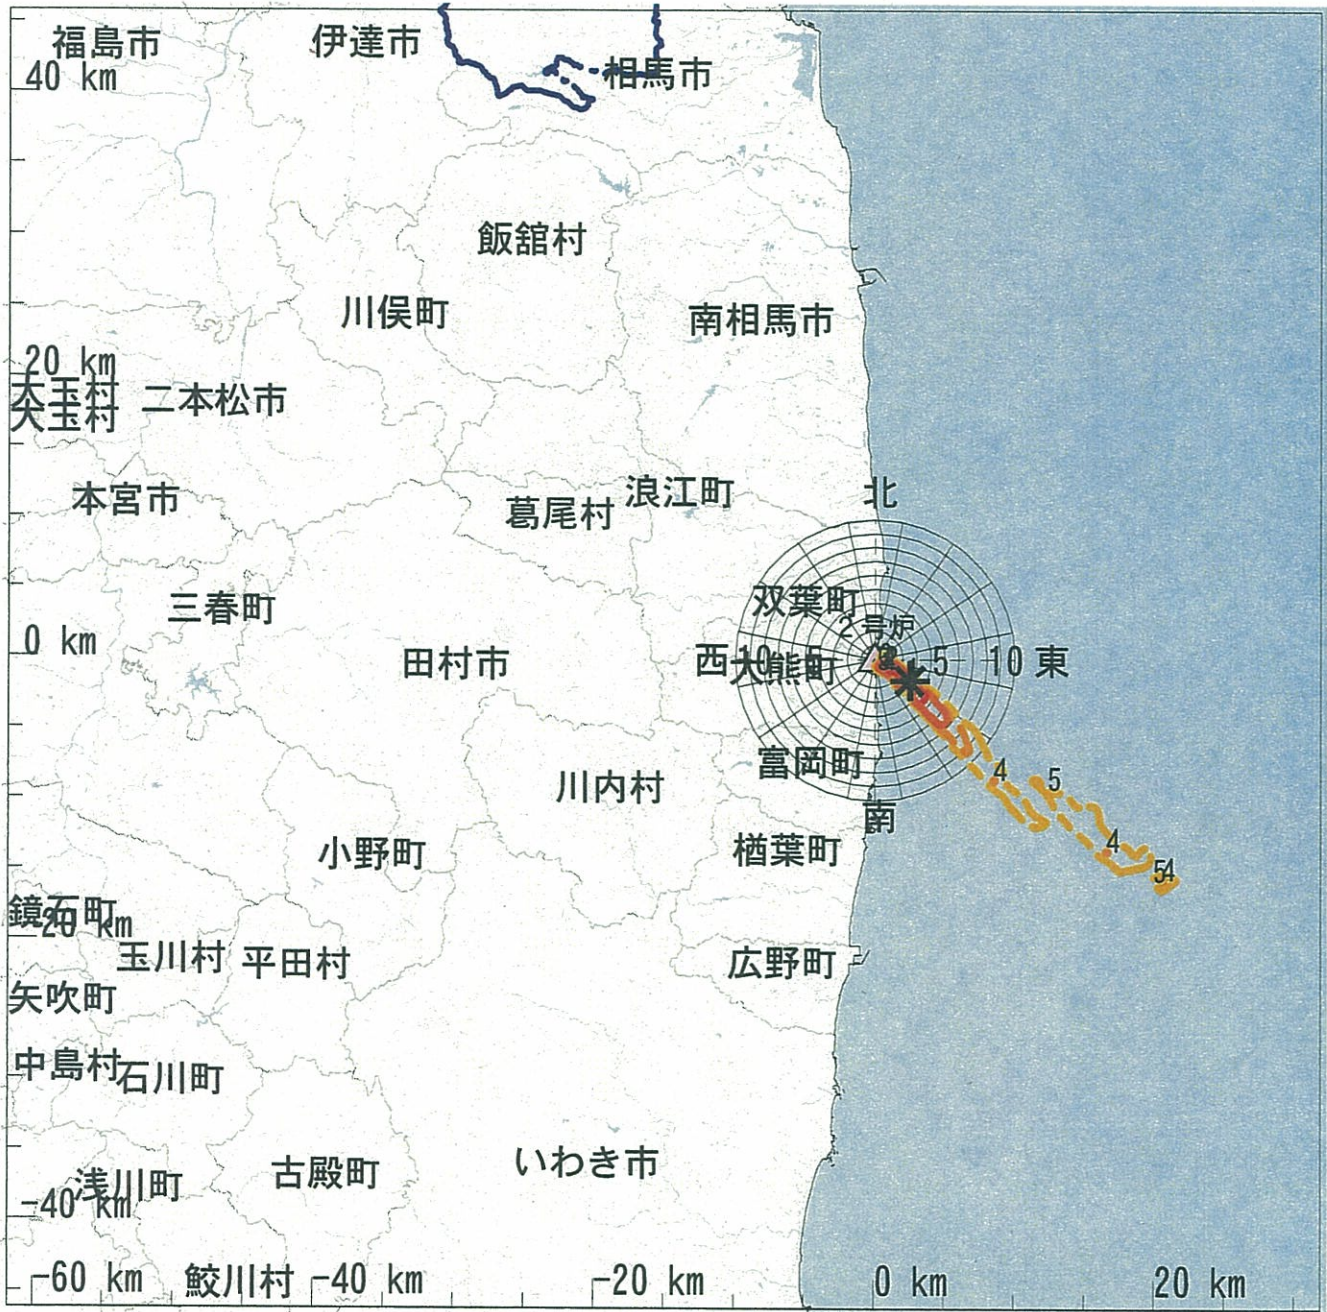 福島市
伊達市
40 km
相馬市
飯舘村
川俣町
南相馬市
20 km
大玉村
大玉村
二本松市
本宮市
葛尾村
浪江町
北
双葉町
三春町
2号炉
0 km
田村市
西
10
5
大熊町
5
10
東
富岡町
4
5
川内村
南
小野町
楢葉町
4
54
鏡石町
-20 km
玉川村
平田村
広野町
矢吹町
中島村
石川町
いわき市
古殿町
浅川町
-40 km
-60 km
鮫川村
-40 km
-20 km
0 km
20 km